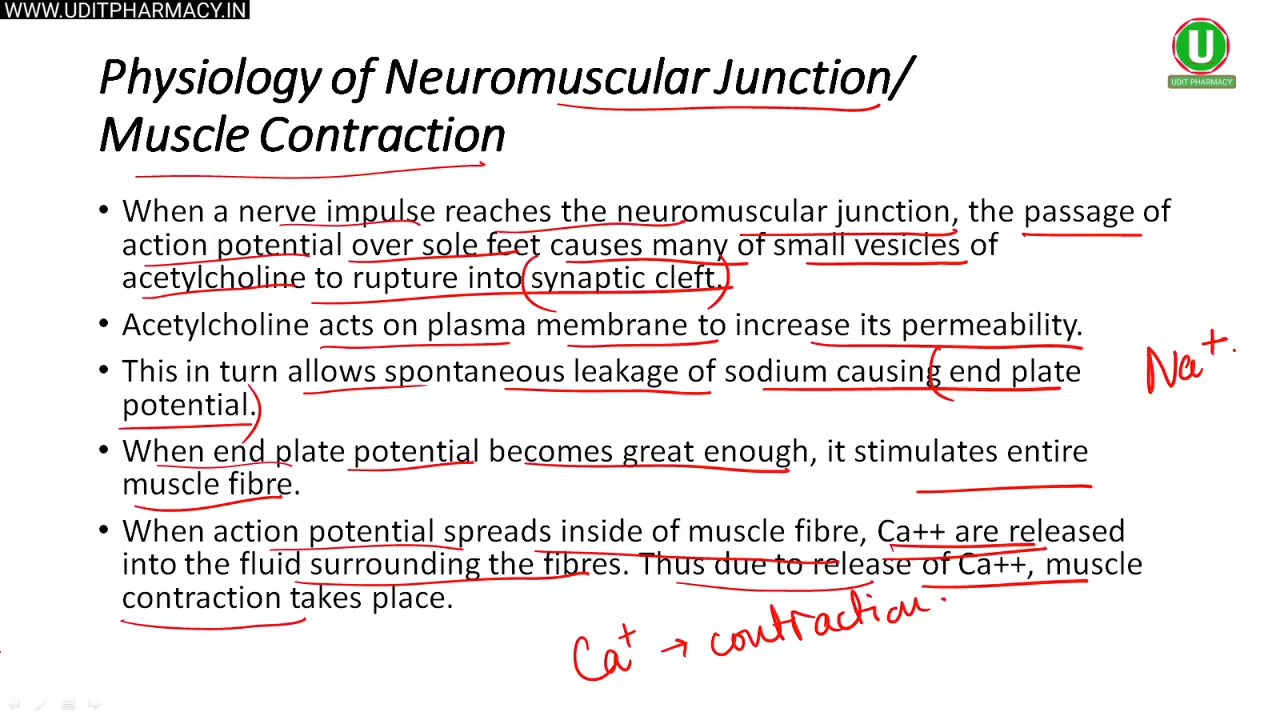 WWW.UDITPHARMACY.IN
U
UDIT PHARMACY
Physiology of Neuromuscular Junction/
Muscle Contraction
• When a nerve impulse reaches the neuromuscular junction, the passage of
action potential over sole feet causes many of small vesicles of
acetylcholine to rupture into synaptic cleft.
• Acetylcholine acts on plasma membrane to increase its permeability.
• This in turn allows spontaneous leakage of sodium causing end plate
potential.
Na+
• When end plate potential becomes great enough, it stimulates entire
muscle fibre.
• When action potential spreads inside of muscle fibre, Ca++ are released
into the fluid surrounding the fibres. Thus due to release of Ca++, muscle
contraction takes place.
Ca+ → contraction.